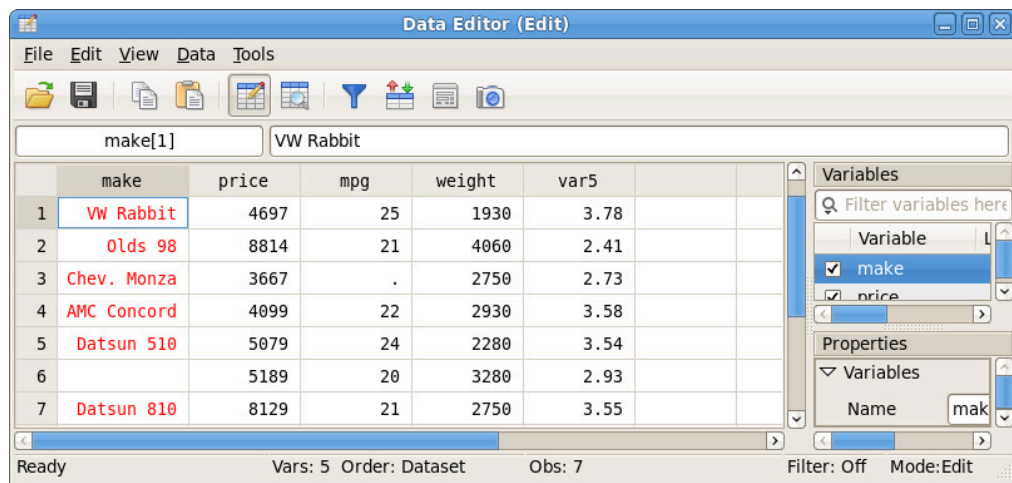 Data Editor (Edit)
File Edit View Data Tools
make[1] VW Rabbit
make price mpg weight var5
1 VW Rabbit 4697 25 1930 3.78
2 Olds 98 8814 21 4060 2.41
3 Chev. Monza 3667 . 2750 2.73
4 AMC Concord 4099 22 2930 3.58
5 Datsun 510 5079 24 2280 3.54
6 5189 20 3280 2.93
7 Datsun 810 8129 21 2750 3.55
Variables
Filter variables here
Variable L
make
price
Properties
Variables
Name mak
Ready Vars: 5 Order: Dataset Obs: 7 Filter: Off Mode:Edit